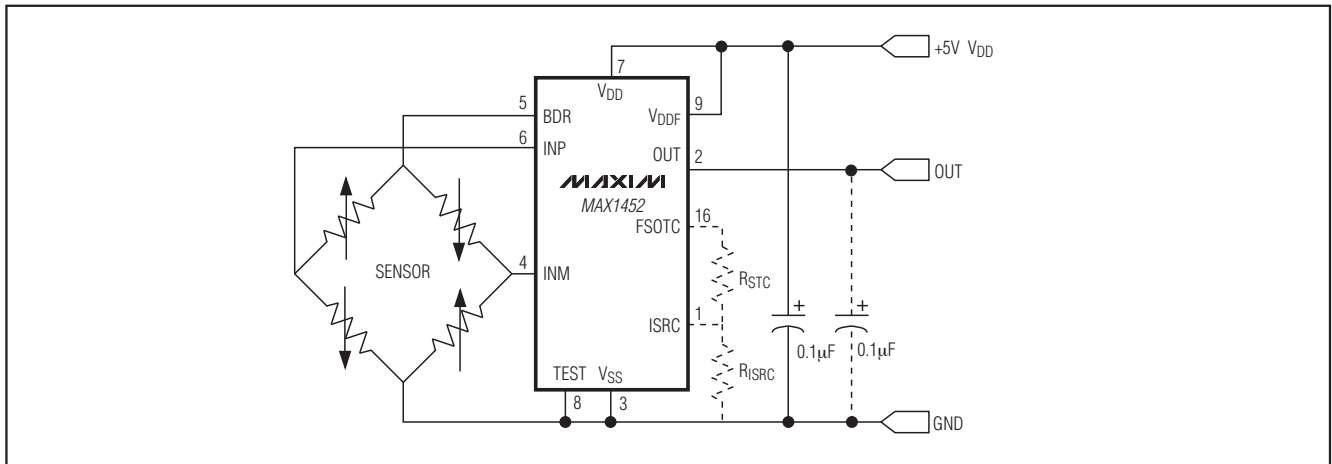 +5V VDD
7
VDD
5
BDR
9
VDDF
6
INP
OUT
2
OUT
MAXIM
MAX1452
16
FSOTC
RSTC
4
INM
SENSOR
1
ISRC
+
0.1µF
+
0.1µF
RISRC
TEST VSS
8
3
GND